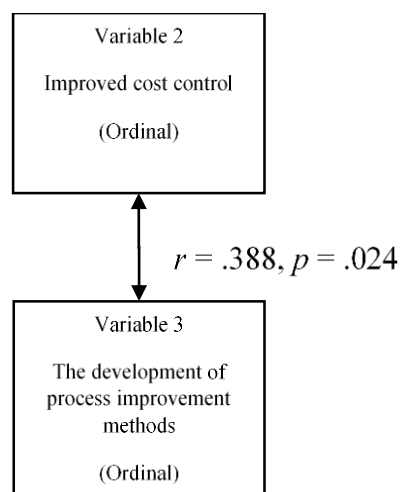 Variable 2
Improved cost control
(Ordinal)
r = .388, p = .024
Variable 3
The development of
process improvement
methods
(Ordinal)